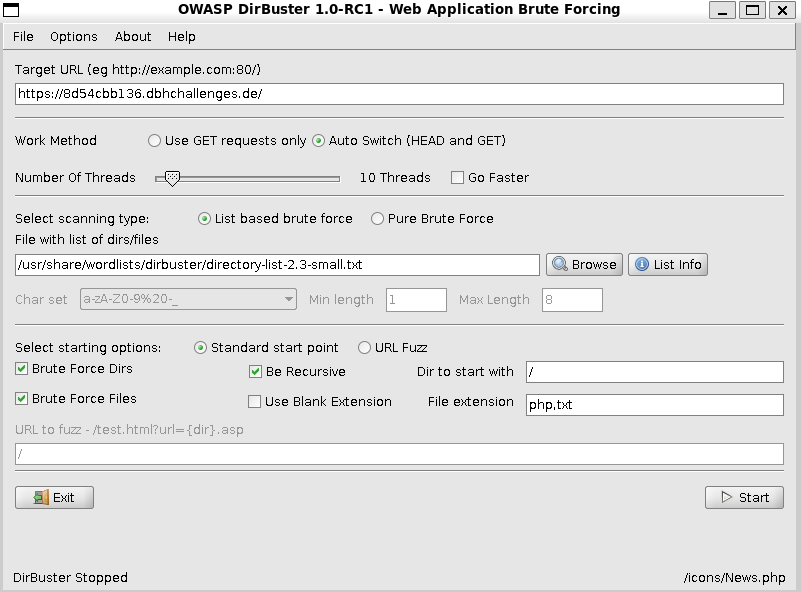 OWASP DirBuster 1.0-RC1 - Web Application Brute Forcing
File Options About Help
Target URL (eg http://example.com:80/)
https://8d54cbb136.dbhchallenges.de/
Work Method Use GET requests only Auto Switch (HEAD and GET)
Number Of Threads 10 Threads Go Faster
Select scanning type: List based brute force Pure Brute Force
File with list of dirs/files
/usr/share/wordlists/dirbuster/directory-list-2.3-small.txt Browse List Info
Char set a-zA-Z0-9%20-_ Min length 1 Max Length 8
Select starting options: Standard start point URL Fuzz
Brute Force Dirs Be Recursive Dir to start with /
Brute Force Files Use Blank Extension File extension php,txt
URL to fuzz - /test.html?url={dir}.asp
/
Exit Start
DirBuster Stopped /icons/News.php